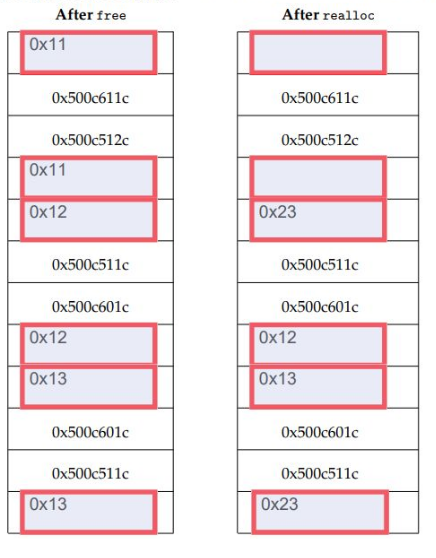 After free After realloc
0x11
0x500c611c 0x500c611c
0x500c512c 0x500c512c
0x11
0x12 0x23
0x500c511c 0x500c511c
0x500c601c 0x500c601c
0x12 0x12
0x13 0x13
0x500c601c 0x500c601c
0x500c511c 0x500c511c
0x13 0x23